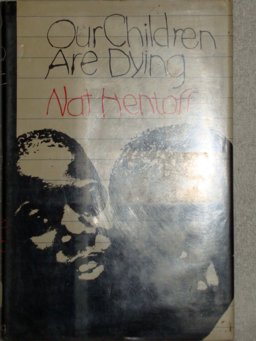 Our Children
Are Dying
Nat Hentoff